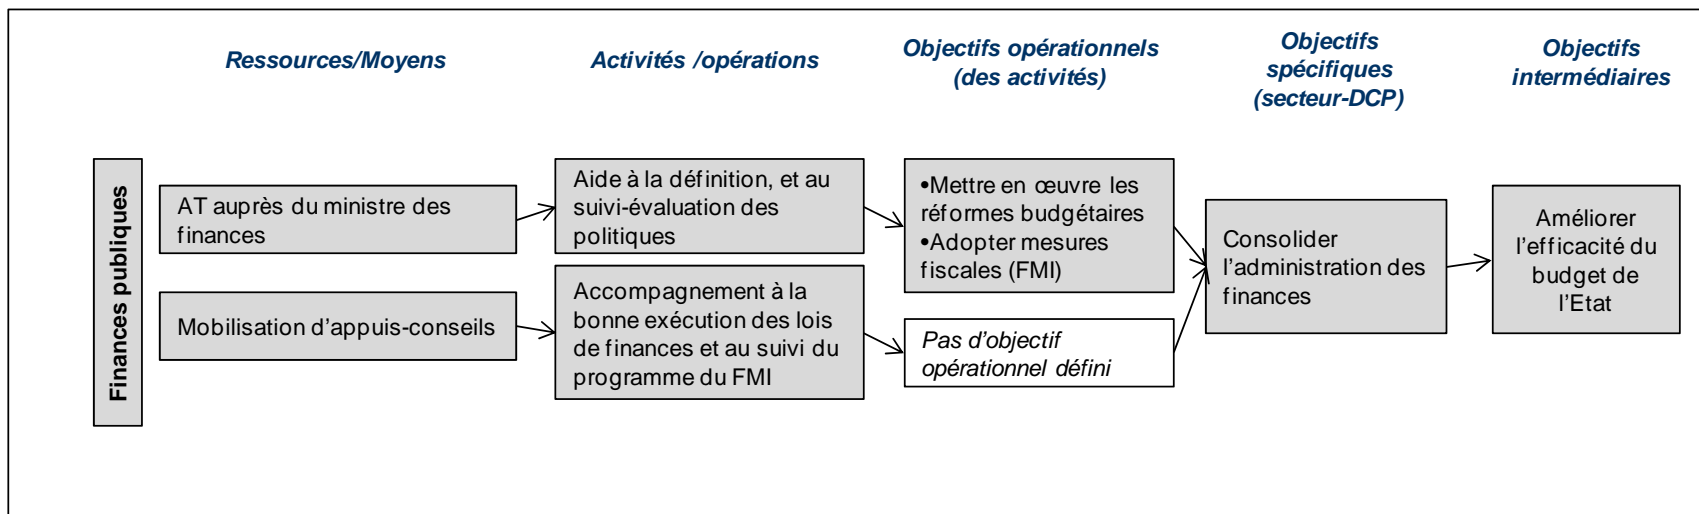 Ressources/Moyens
Activités /opérations
Objectifs opérationnels
(des activités)
Objectifs
spécifiques
(secteur-DCP)
Objectifs
intermédiaires
Finances publiques
AT auprès du ministre des
finances
Aide à la définition, et au
suivi-évaluation des
politiques
•Mettre en œuvre les
réformes budgétaires
•Adopter mesures
fiscales (FMI)
Consolider
l’administration des
finances
Améliorer
l’efficacité du
budget de
l’Etat
Mobilisation d’appuis-conseils
Accompagnement à la
bonne exécution des lois
de finances et au suivi du
programme du FMI
Pas d’objectif
opérationnel défini